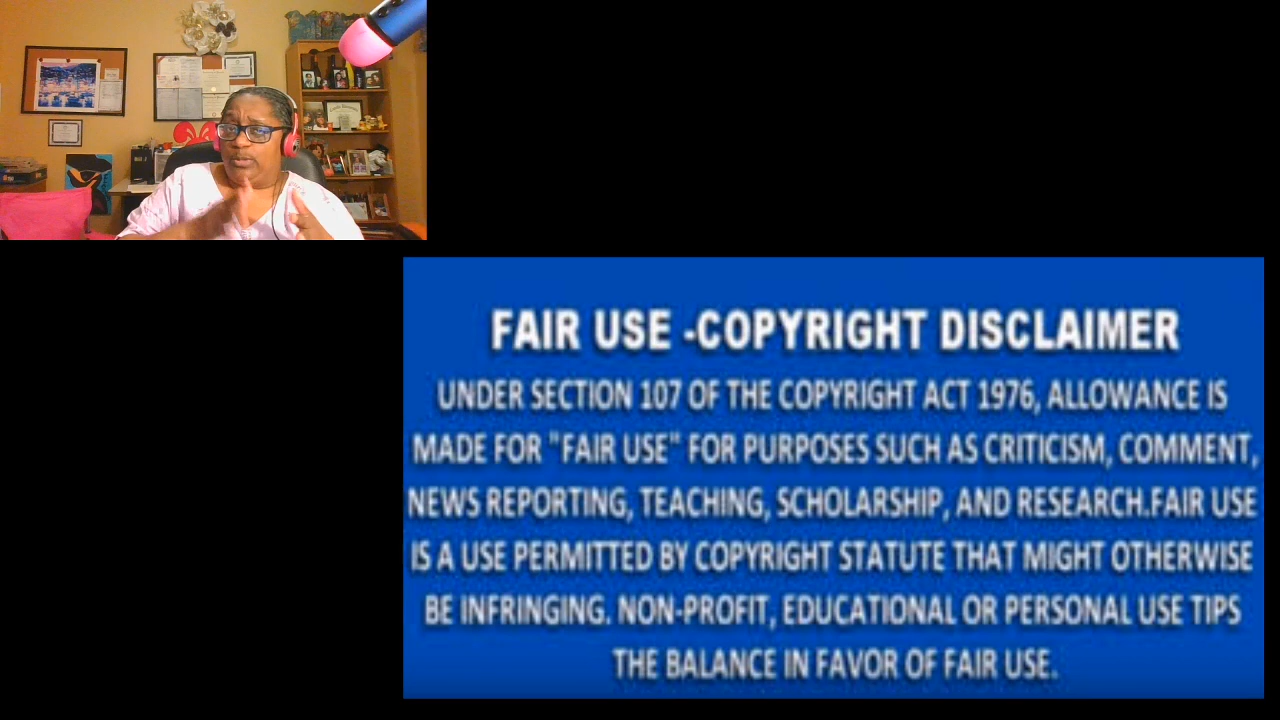 FAIR USE -COPYRIGHT DISCLAIMER
UNDER SECTION 107 OF THE COPYRIGHT ACT 1976, ALLOWANCE IS
MADE FOR "FAIR USE" FOR PURPOSES SUCH AS CRITICISM, COMMENT,
NEWS REPORTING, TEACHING, SCHOLARSHIP, AND RESEARCH.FAIR USE
IS A USE PERMITTED BY COPYRIGHT STATUTE THAT MIGHT OTHERWISE
BE INFRINGING. NON-PROFIT, EDUCATIONAL OR PERSONAL USE TIPS
THE BALANCE IN FAVOR OF FAIR USE.